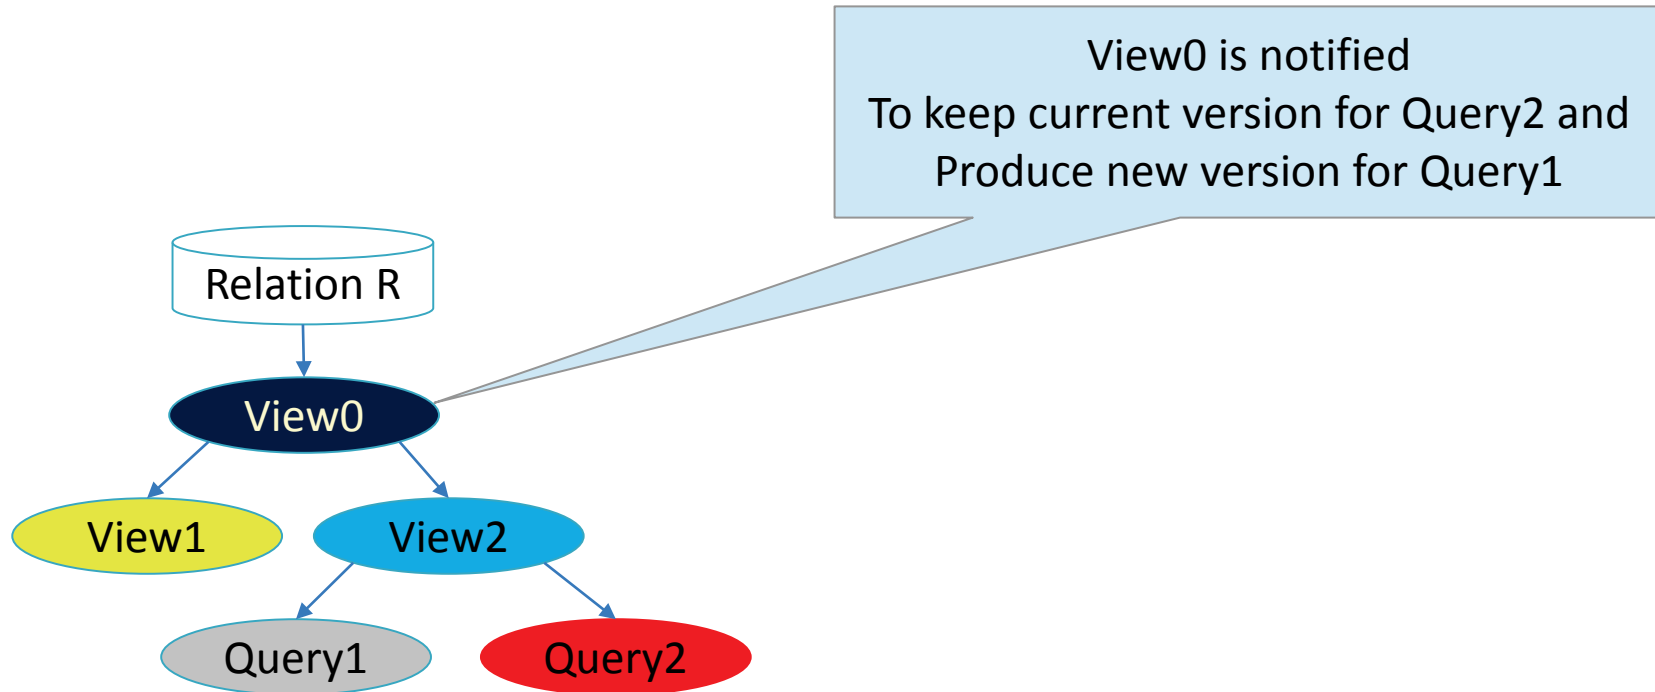 View0 is notified
To keep current version for Query2 and
Produce new version for Query1
Relation R
View0
View1
View2
Query1
Query2